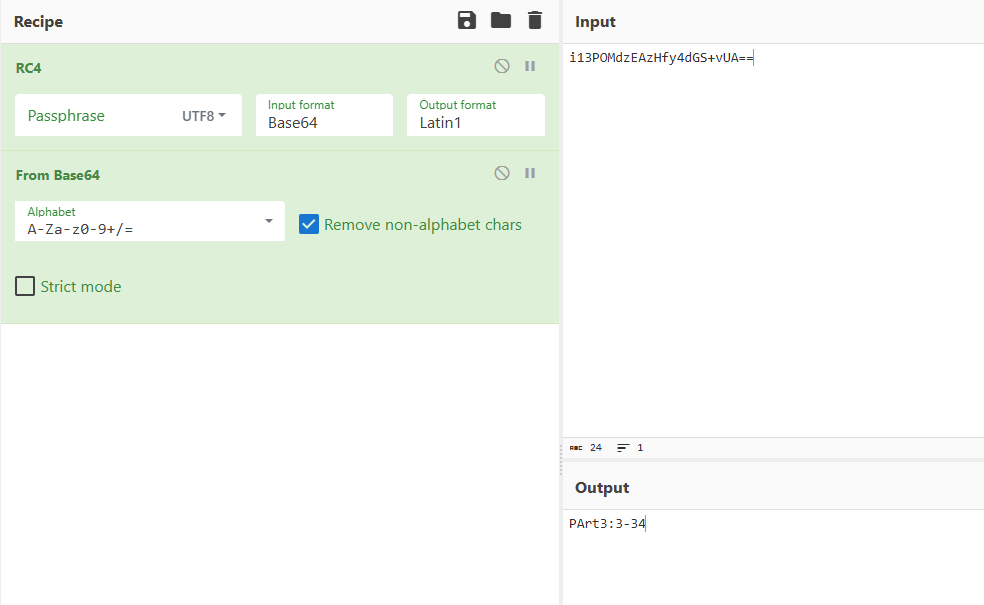 Recipe
RC4
Passphrase
UTF8
Input format
Base64
Output format
Latin1
From Base64
Alphabet
A-Za-z0-9+/=
Remove non-alphabet chars
Strict mode
Input
i13POMdzEAzHfy4dGS+vUA==
ABC 24 1
Output
PArt3:3-34